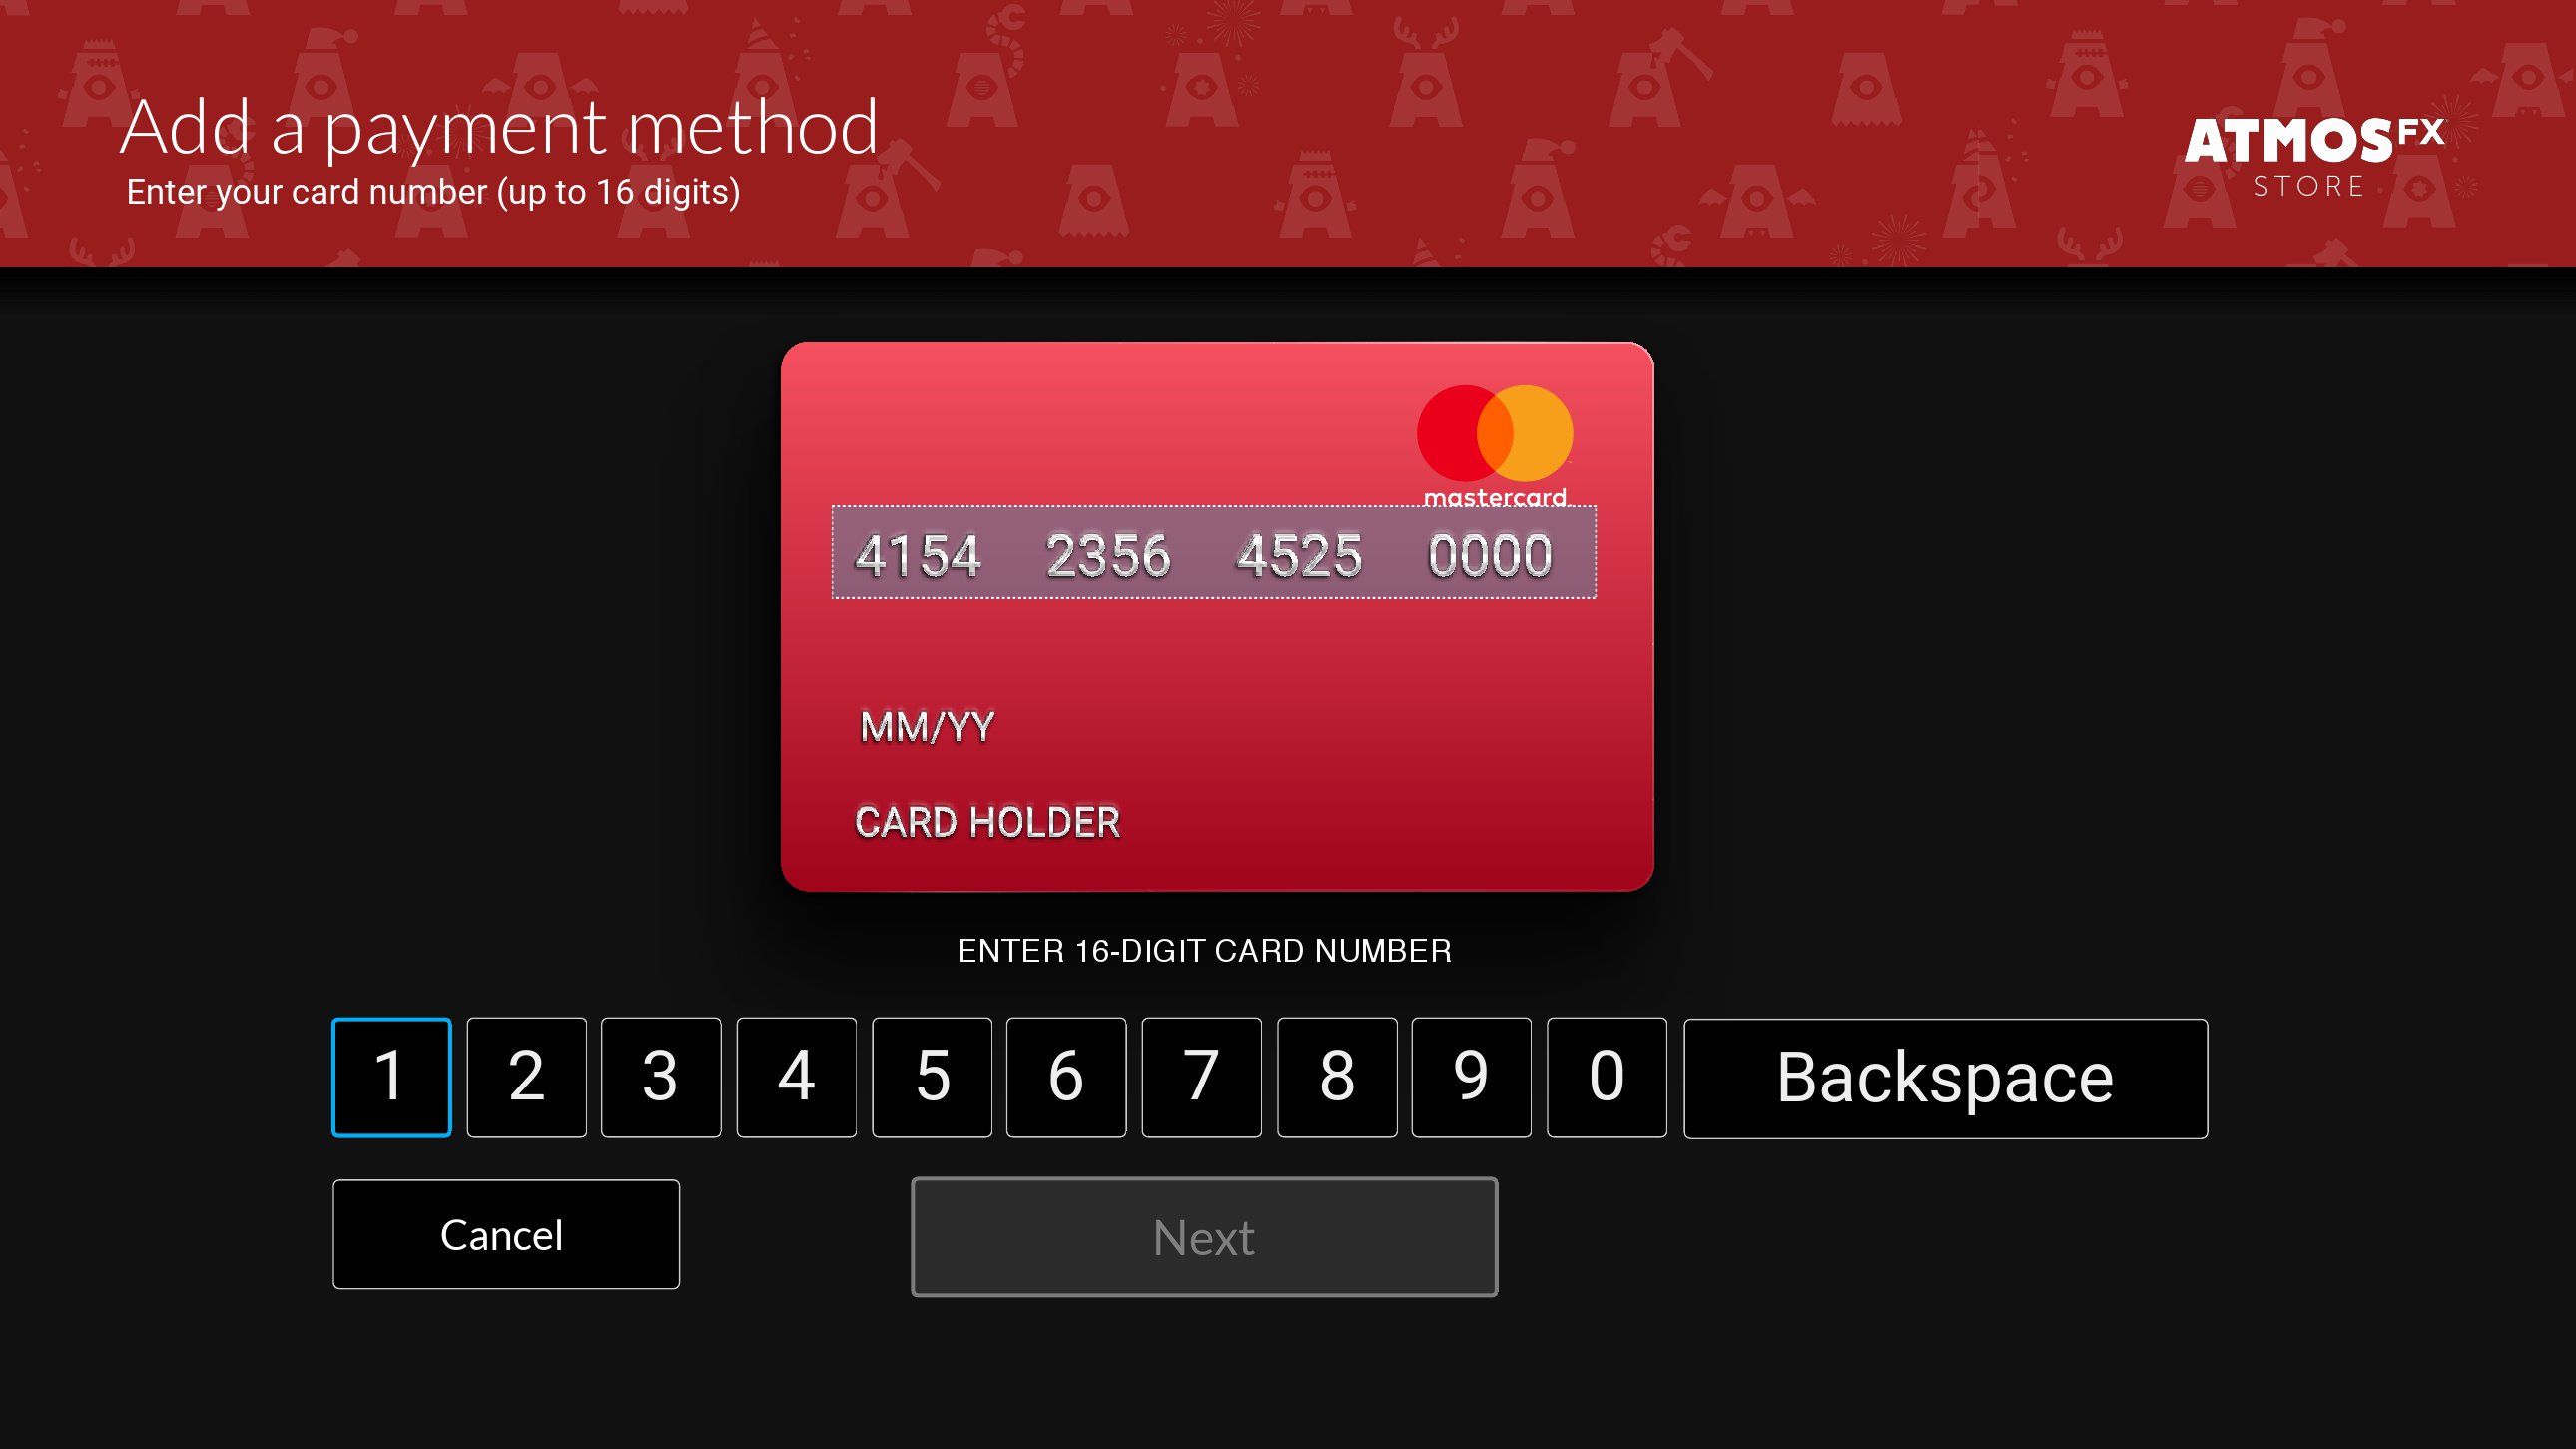 Add a payment method
Enter your card number (up to 16 digits)
ATMOSFX
STORE
mastercard
4154 2356 4525 0000
MM/YY
CARD HOLDER
ENTER 16-DIGIT CARD NUMBER
1 2 3 4 5 6 7 8 9 0 Backspace
Cancel Next